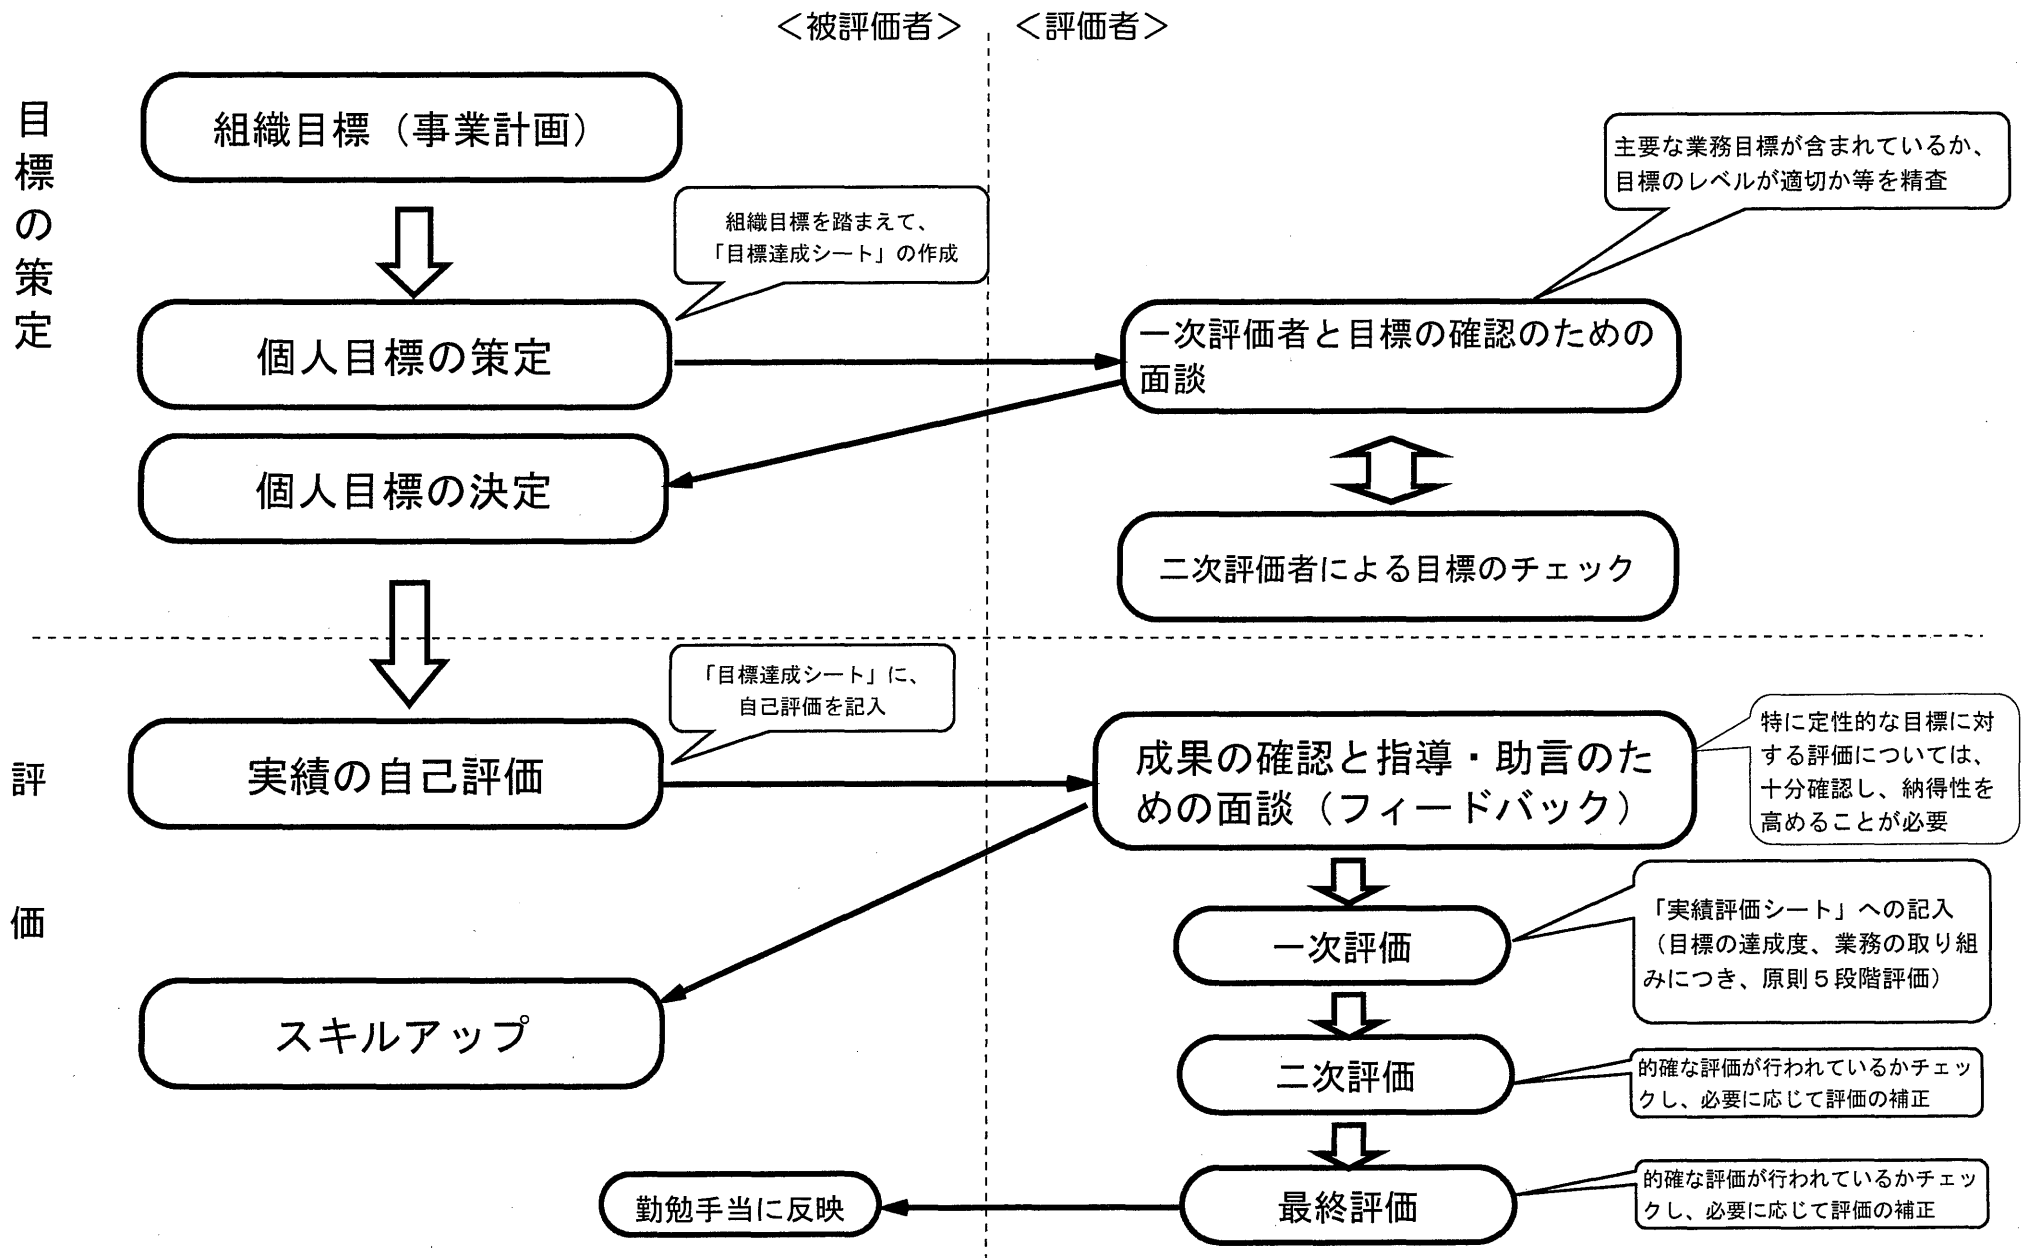 ＜被評価者＞
＜評価者＞
目標の策定
組織目標（事業計画）
組織目標を踏まえて、
「目標達成シート」の作成
主要な業務目標が含まれているか、
目標のレベルが適切か等を精査
個人目標の策定
一次評価者と目標の確認のための
面談
個人目標の決定
二次評価者による目標のチェック
評価
「目標達成シート」に、
自己評価を記入
実績の自己評価
成果の確認と指導・助言のた
めの面談（フィードバック）
特に定性的な目標に対
する評価については、
十分確認し、納得性を
高めることが必要
一次評価
「実績評価シート」への記入
（目標の達成度、業務の取り組
みにつき、原則５段階評価）
スキルアップ
二次評価
的確な評価が行われているかチェッ
クし、必要に応じて評価の補正
勤勉手当に反映
最終評価
的確な評価が行われているかチェッ
クし、必要に応じて評価の補正